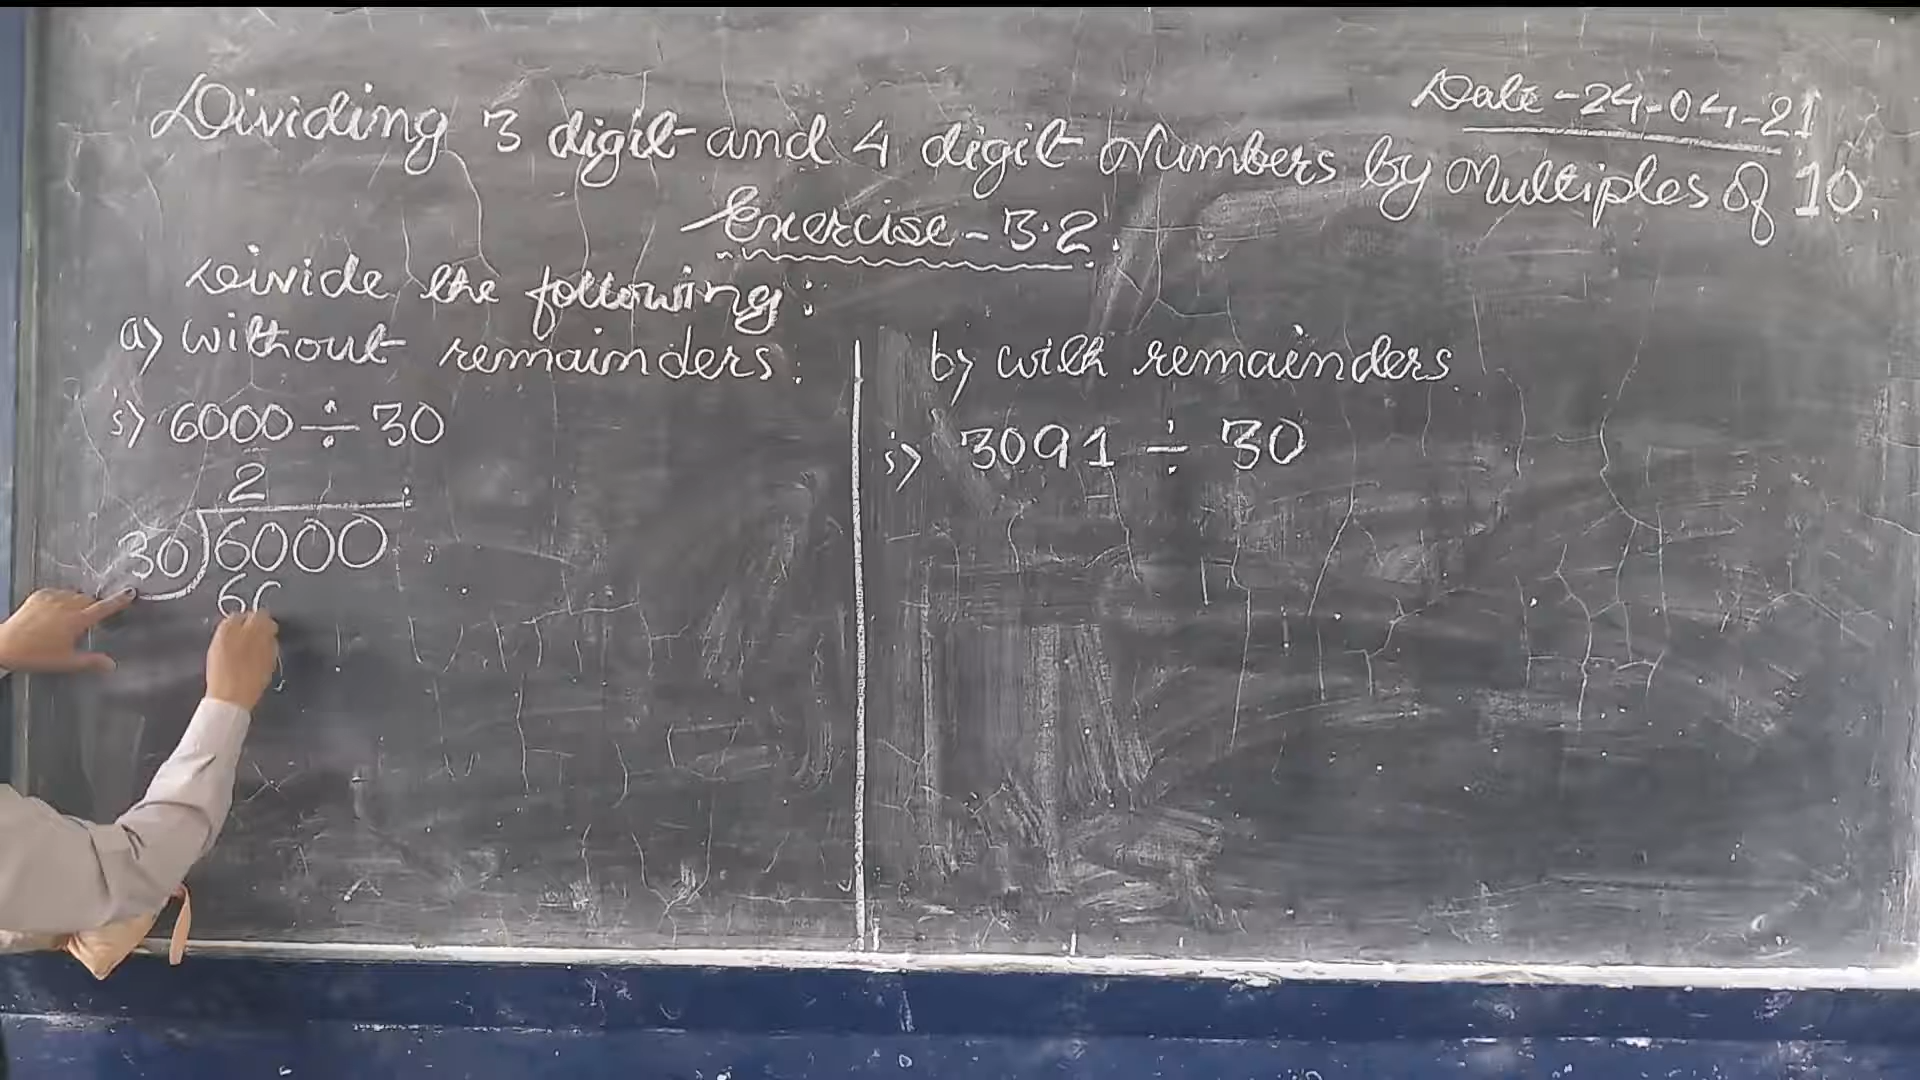 Date-24-04-21
Dividing 3 digit and 4 digit Numbers by Multiples of 10.
Exercise-3.2.
Divide the following:
a) without remainders:
i) 6000 ÷ 30
2
30)6000
60
b) with remainders
i) 3091 ÷ 30